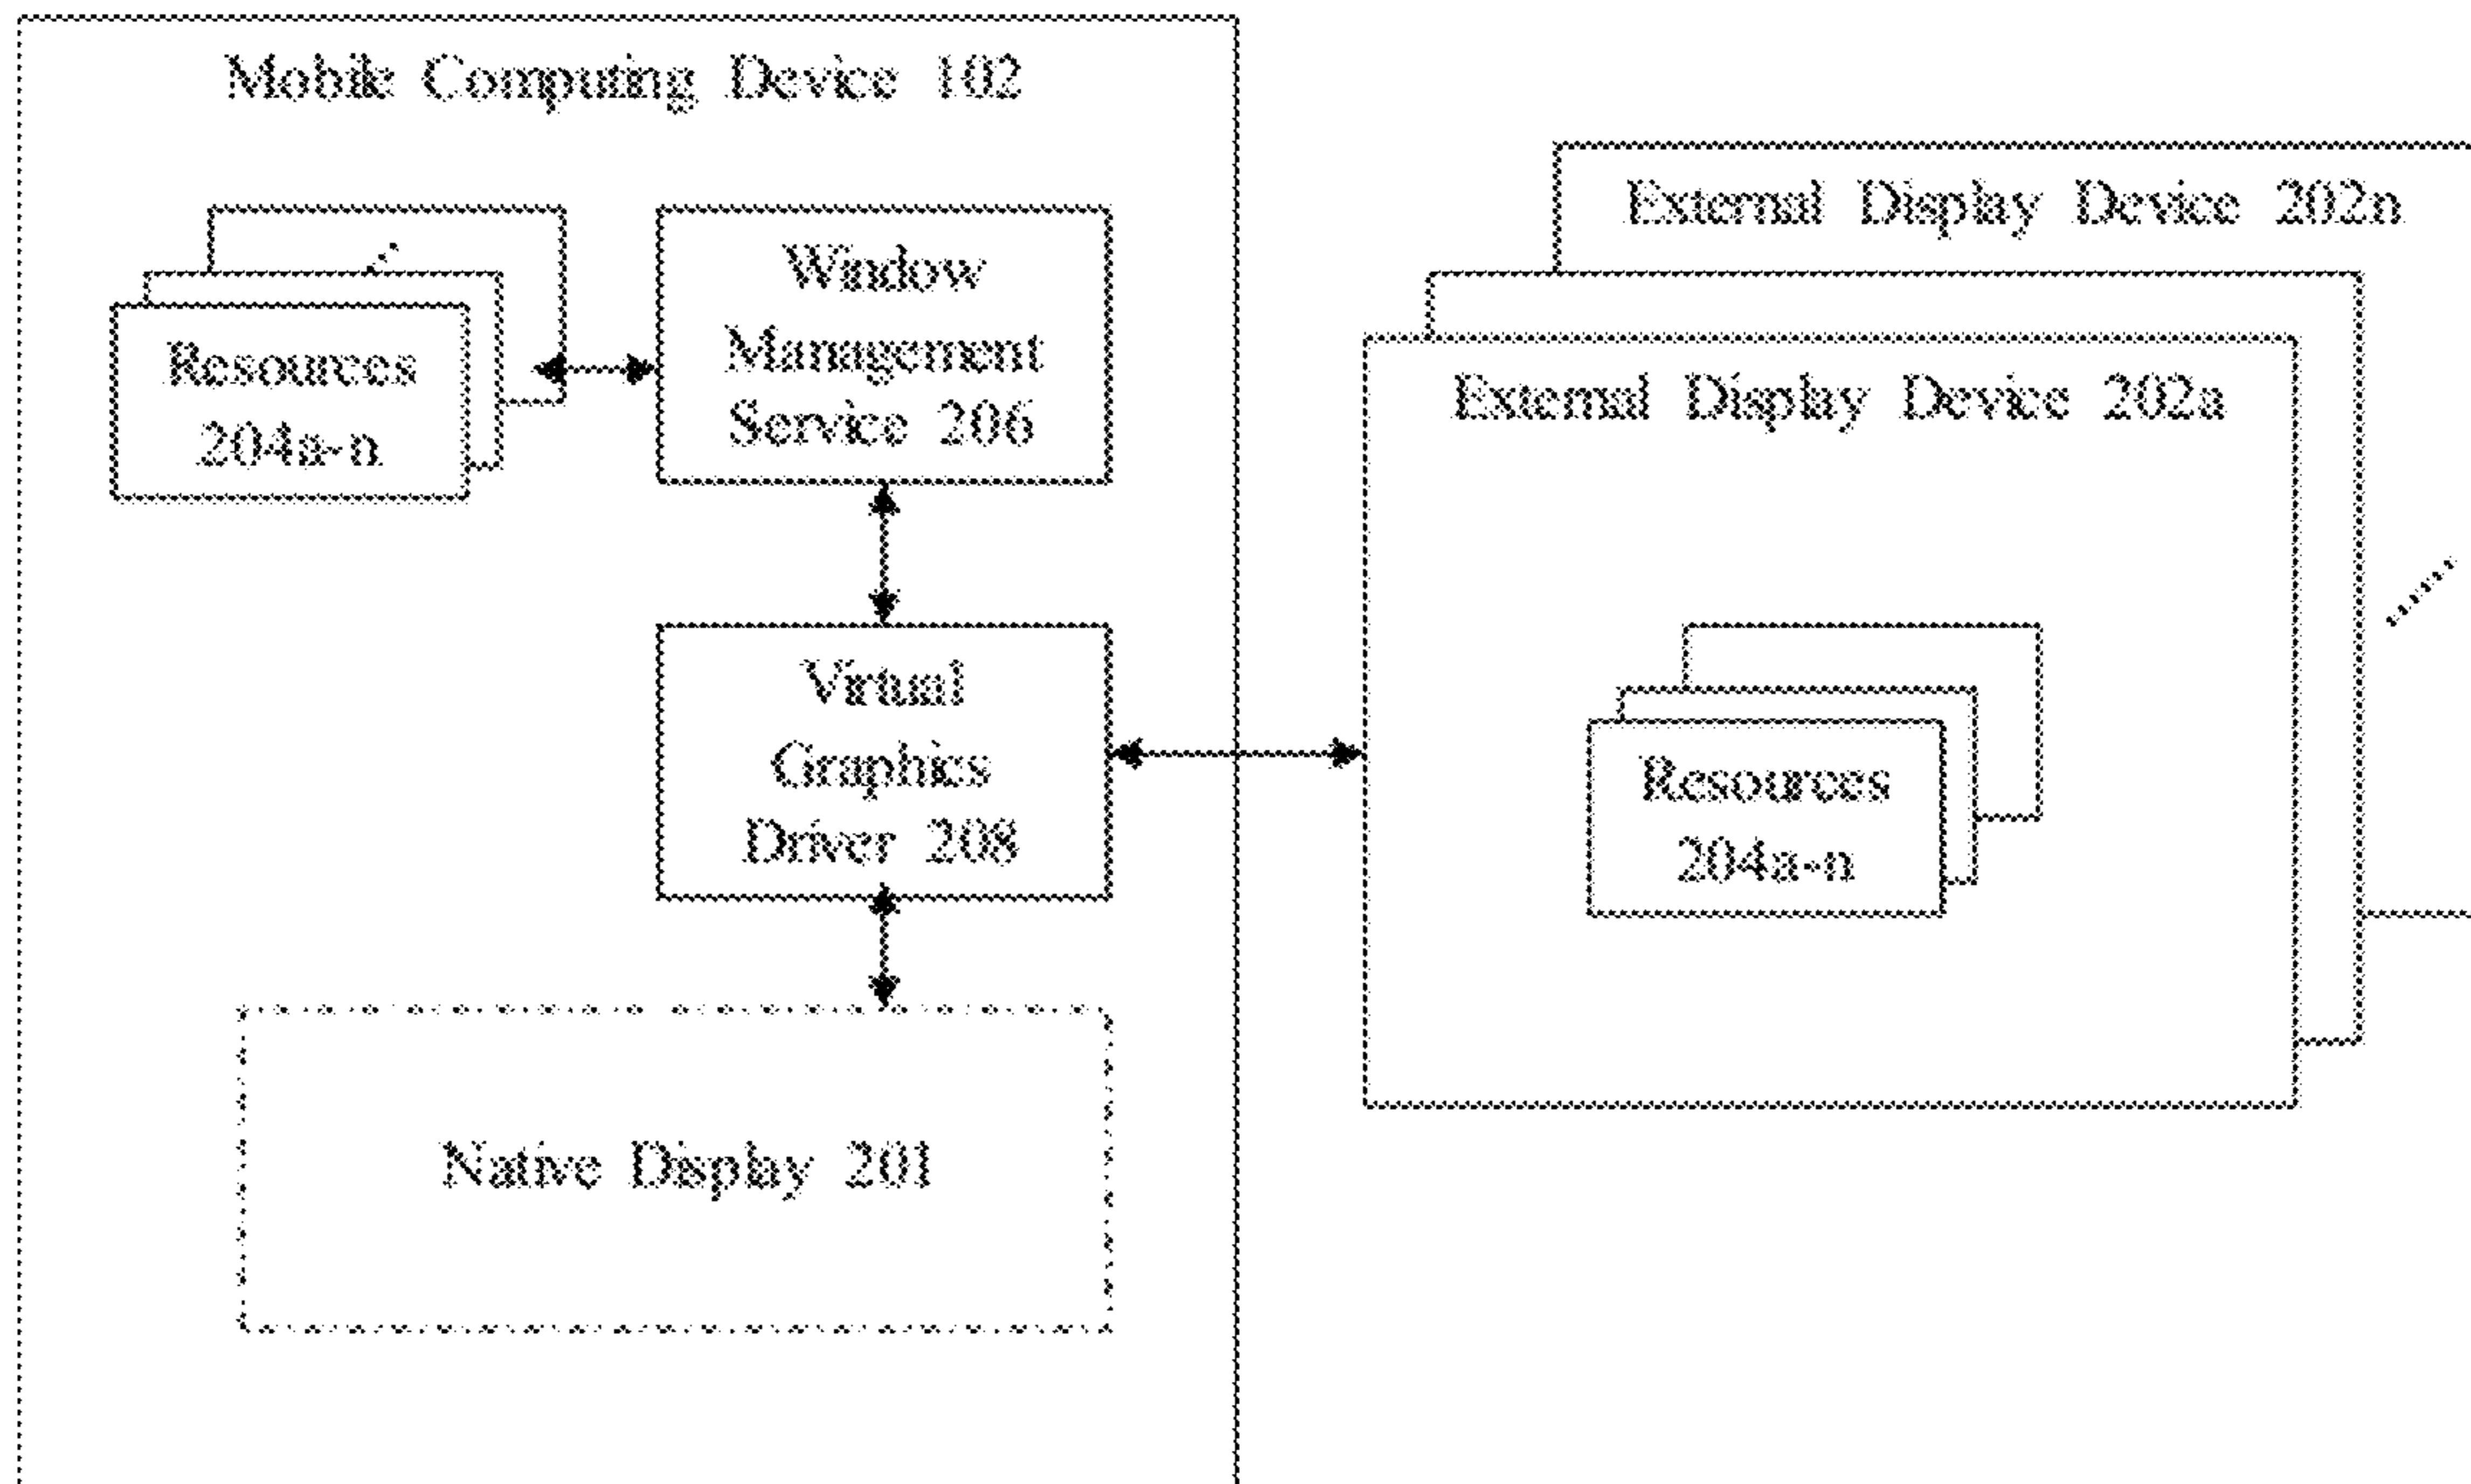 Mobile Computing Device 102
Resources
204a-n
Window
Management
Service 206
Virtual
Graphics
Driver 208
Native Display 201
External Display Device 202n
External Display Device 202a
Resources
204a-n